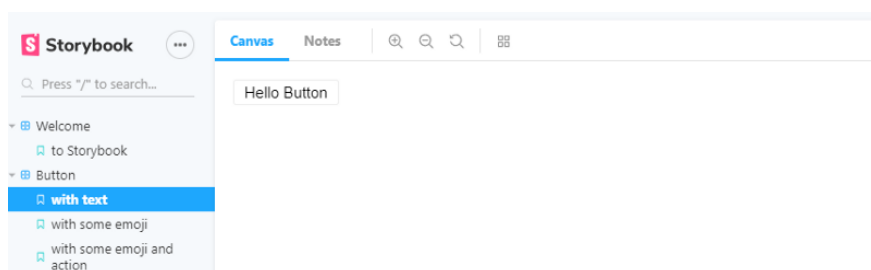 Storybook
Canvas Notes
Press "/" to search...
Hello Button
Welcome
to Storybook
Button
with text
with some emoji
with some emoji and
action